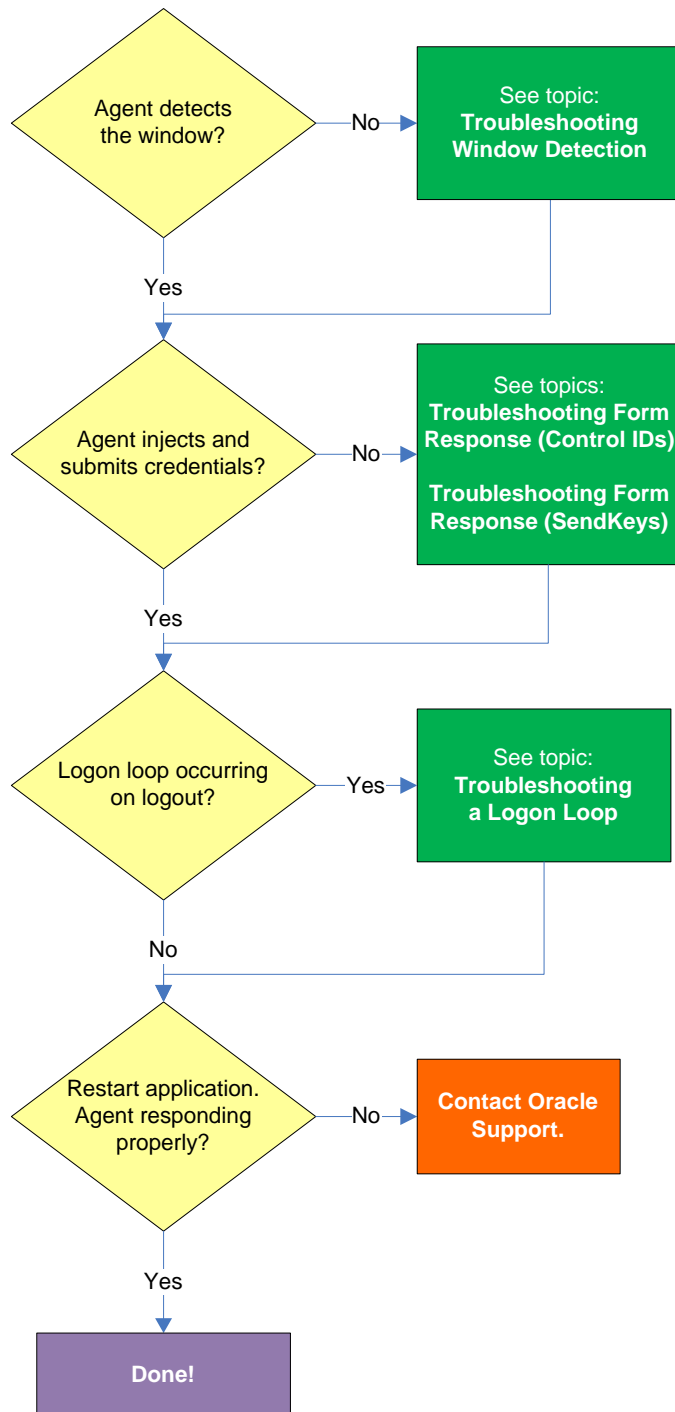 Agent detects
the window?
No
See topic:
Troubleshooting
Window Detection
Yes
Agent injects and
submits credentials?
No
See topics:
Troubleshooting Form
Response (Control IDs)
Troubleshooting Form
Response (SendKeys)
Yes
Logon loop occurring
on logout?
Yes
See topic:
Troubleshooting
a Logon Loop
No
Restart application.
Agent responding
properly?
No
Contact Oracle
Support.
Yes
Done!